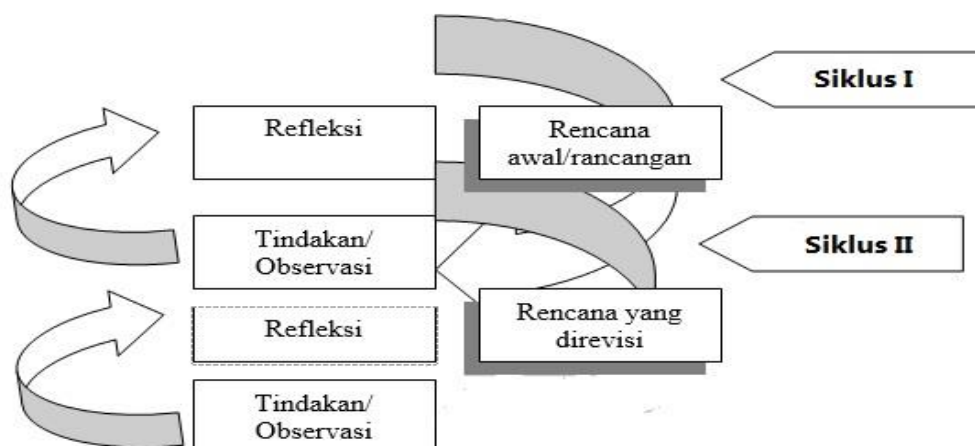 Siklus I
Refleksi
Rencana
awal/rancangan
Tindakan/
Observasi
Siklus II
Refleksi
Rencana yang
direvisi
Tindakan/
Observasi